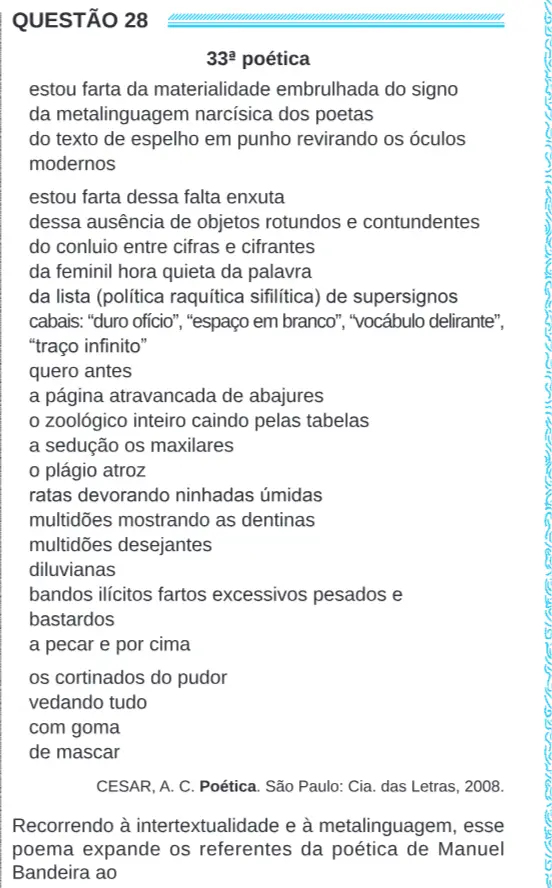 QUESTÃO 28
33ª poética
estou farta da materialidade embrulhada do signo
da metalinguagem narcísica dos poetas
do texto de espelho em punho revirando os óculos
modernos
estou farta dessa falta enxuta
dessa ausência de objetos rotundos e contundentes
do conluio entre cifras e cifrantes
da feminil hora quieta da palavra
da lista (política raquítica sifilítica) de supersignos
cabais: “duro ofício”, “espaço em branco”, “vocábulo delirante”,
“traço infinito”
quero antes
a página atravancada de abajures
o zoológico inteiro caindo pelas tabelas
a sedução os maxilares
o plágio atroz
ratas devorando ninhadas úmidas
multidões mostrando as dentinas
multidões desejantes
diluvianas
bandos ilícitos fartos excessivos pesados e
bastardos
a pecar e por cima
os cortinados do pudor
vedando tudo
com goma
de mascar
CESAR, A. C. Poética. São Paulo: Cia. das Letras, 2008.
Recorrendo à intertextualidade e à metalinguagem, esse
poema expande os referentes da poética de Manuel
Bandeira ao